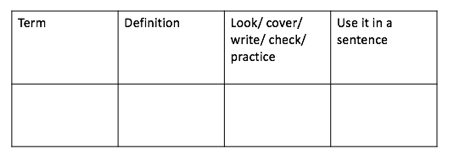 Term
Definition
Look/ cover/
write/ check/
practice
Use it in a
sentence